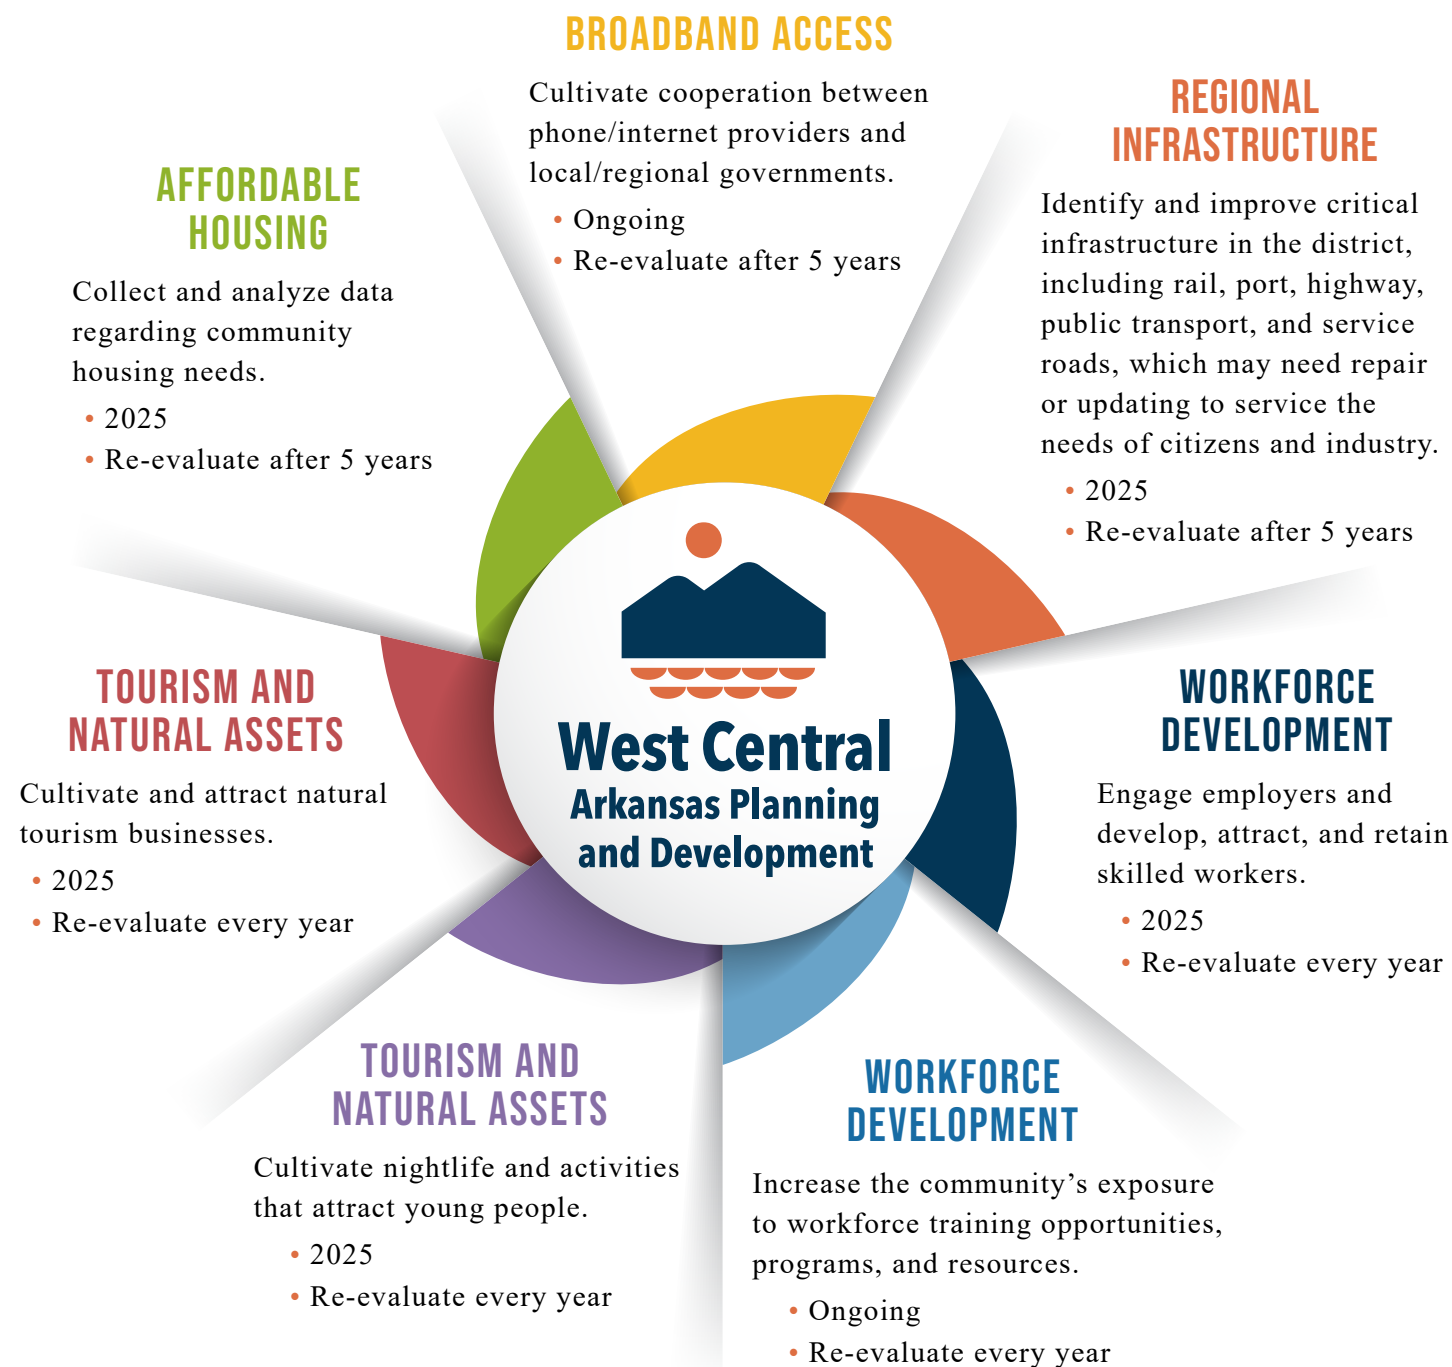 BROADBAND ACCESS
Cultivate cooperation between
phone/internet providers and
local/regional governments.
• Ongoing
• Re-evaluate after 5 years
REGIONAL
INFRASTRUCTURE
Identify and improve critical
infrastructure in the district,
including rail, port, highway,
public transport, and service
roads, which may need repair
or updating to service the
needs of citizens and industry.
• 2025
• Re-evaluate after 5 years
WORKFORCE
DEVELOPMENT
Engage employers and
develop, attract, and retain
skilled workers.
• 2025
• Re-evaluate every year
WORKFORCE
DEVELOPMENT
Increase the community’s exposure
to workforce training opportunities,
programs, and resources.
• Ongoing
• Re-evaluate every year
TOURISM AND
NATURAL ASSETS
Cultivate nightlife and activities
that attract young people.
• 2025
• Re-evaluate every year
TOURISM AND
NATURAL ASSETS
Cultivate and attract natural
tourism businesses.
• 2025
• Re-evaluate every year
AFFORDABLE
HOUSING
Collect and analyze data
regarding community
housing needs.
• 2025
• Re-evaluate after 5 years
West Central
Arkansas Planning
and Development